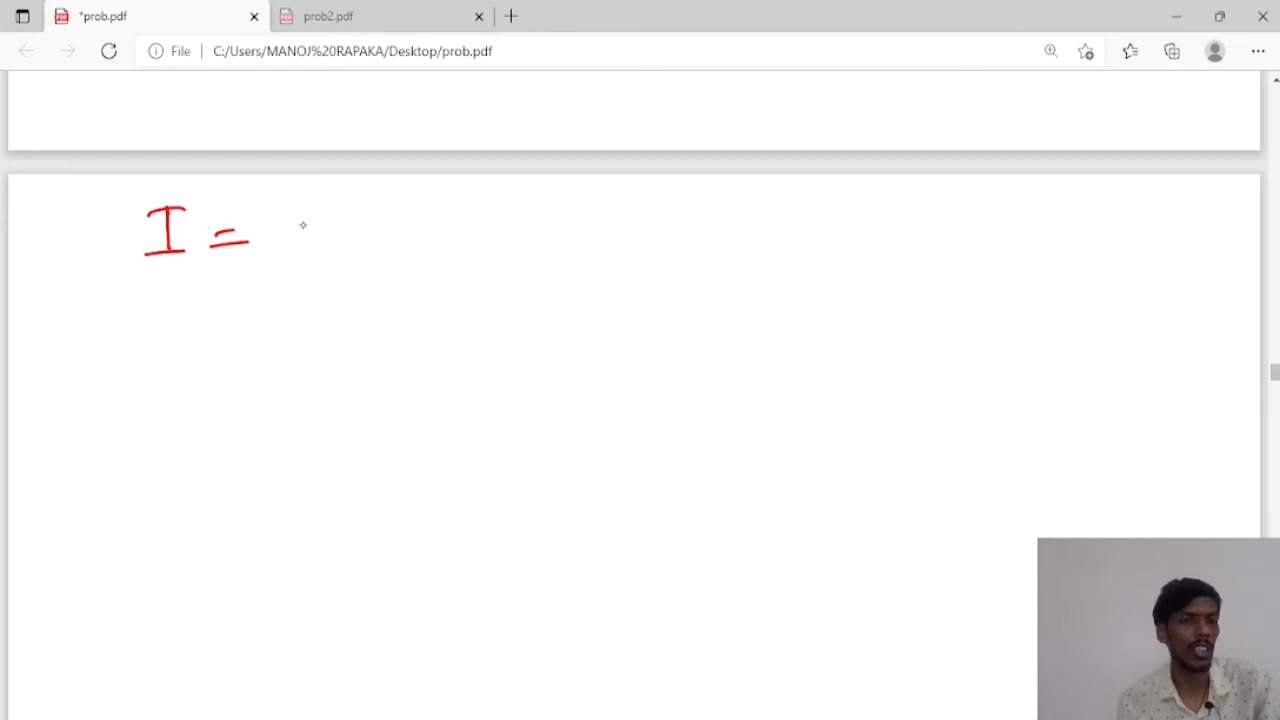 *prob.pdf
prob2.pdf
File
C:/Users/MANOJ%20RAPAKA/Desktop/prob.pdf
I =